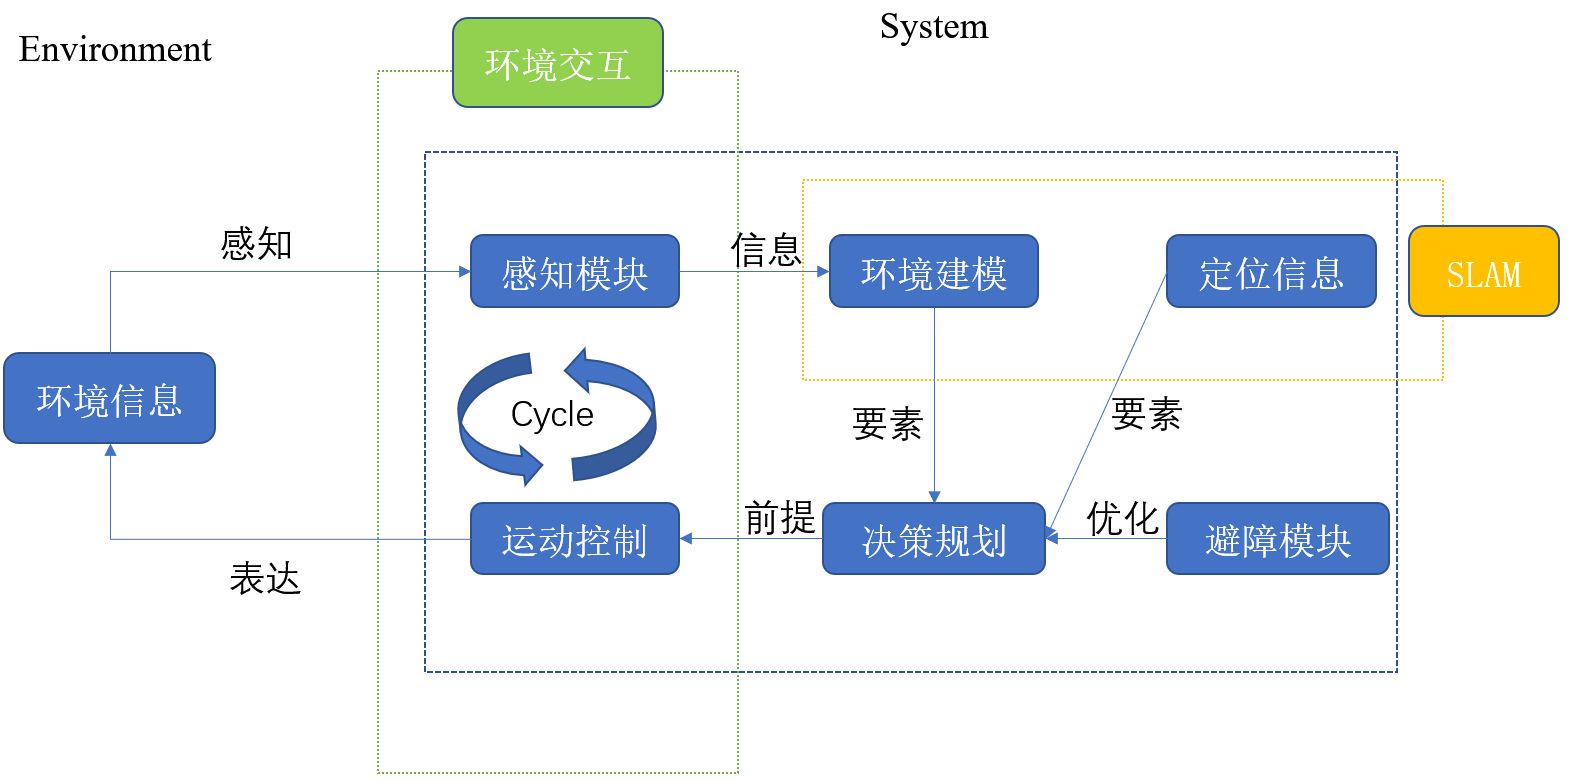 Environment
System
环境交互
感知
感知模块
信息
环境建模
定位信息
SLAM
环境信息
Cycle
要素
要素
运动控制
前提
决策规划
优化
避障模块
表达